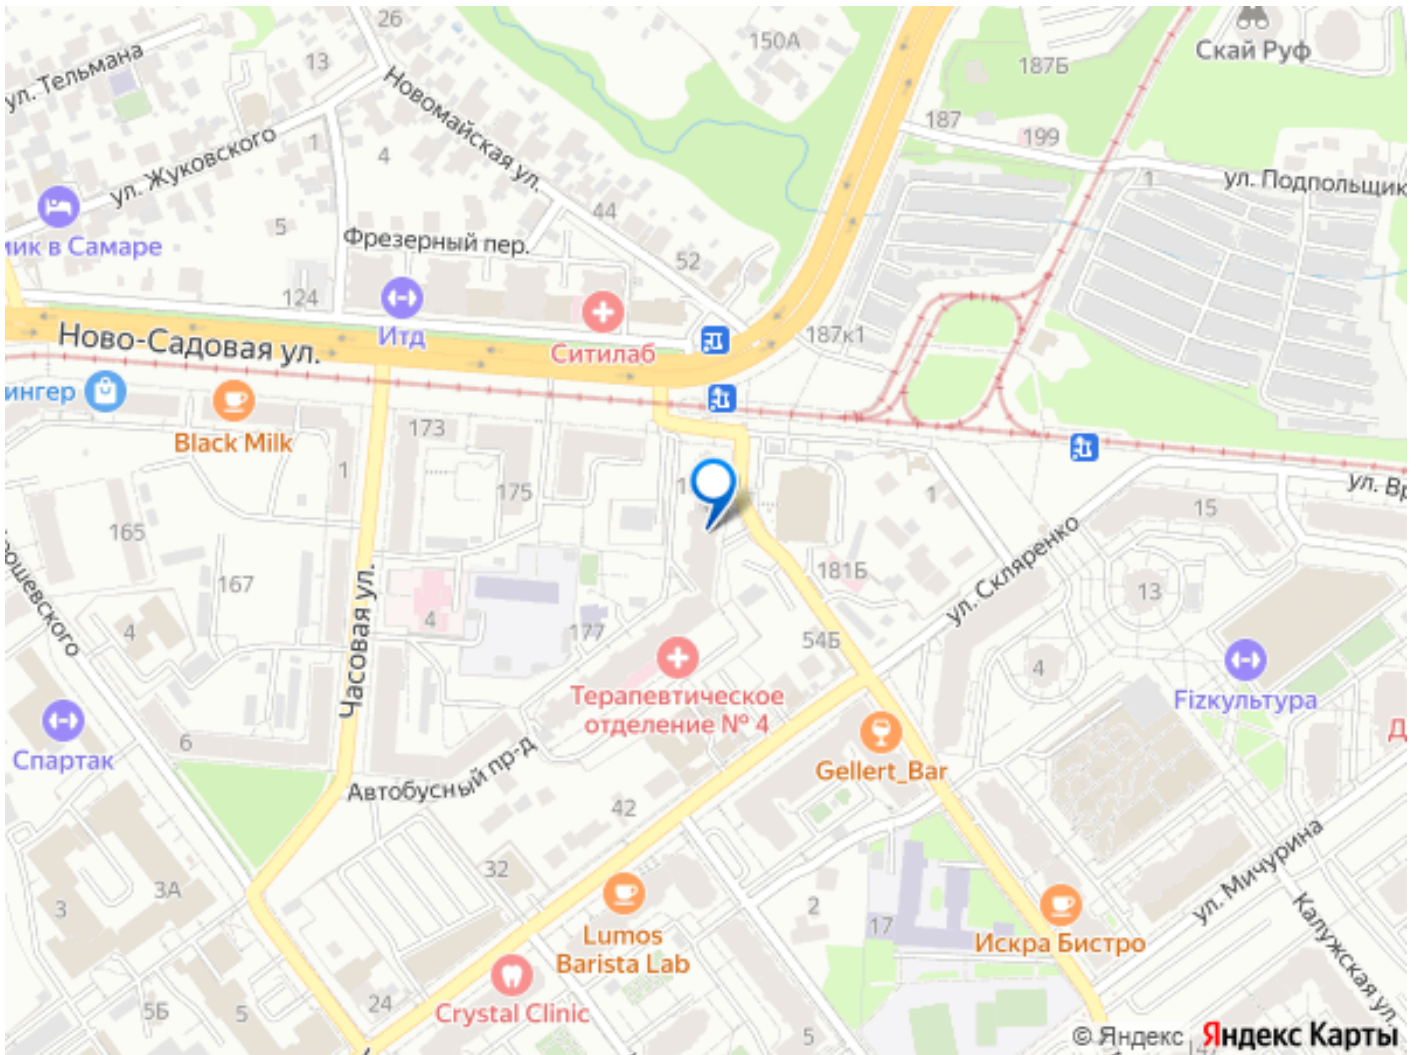 26
150А
Скай Руф
13
187Б
ул. Тельмана
Новомайская ул.
187
199
1
4
ул. Жуковского
1
ул. Подпольщик
44
5
Фрезерный пер.
мик в Самаре
52
124
Итд
Ситилаб
187к1
Ново-Садовая ул.
ингер
Black Milk
173
1
175
1
1
ул. Вр
15
165
ул. Скляренко
167
181Б
13
4
4
Часовая ул.
177
54Б
4
Терапевтическое
отделение № 4
Fizкультура
Спартак
6
Gellert_Bar
Д
Автобусный пр-д
42
ул. Мичурина
32
3А
3
2
17
Lumos
Barista Lab
Искра Бистро
Калужская ул.
Crystal Clinic
24
5Б
5
5
© Яндекс
Яндекс Карты